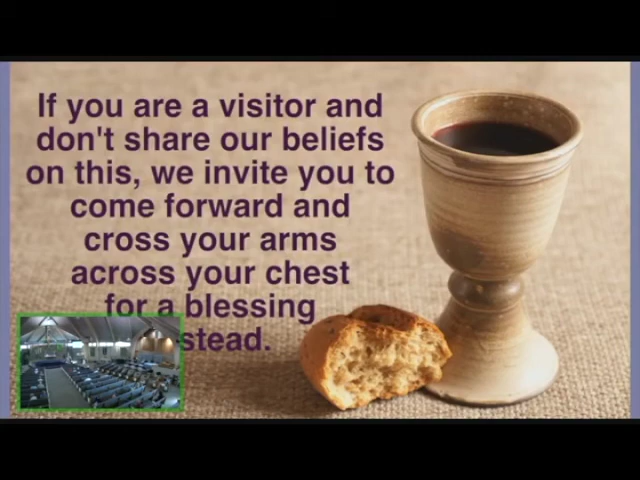 If you are a visitor and
don't share our beliefs
on this, we invite you to
come forward and
cross your arms
across your chest
for a blessing
stead.